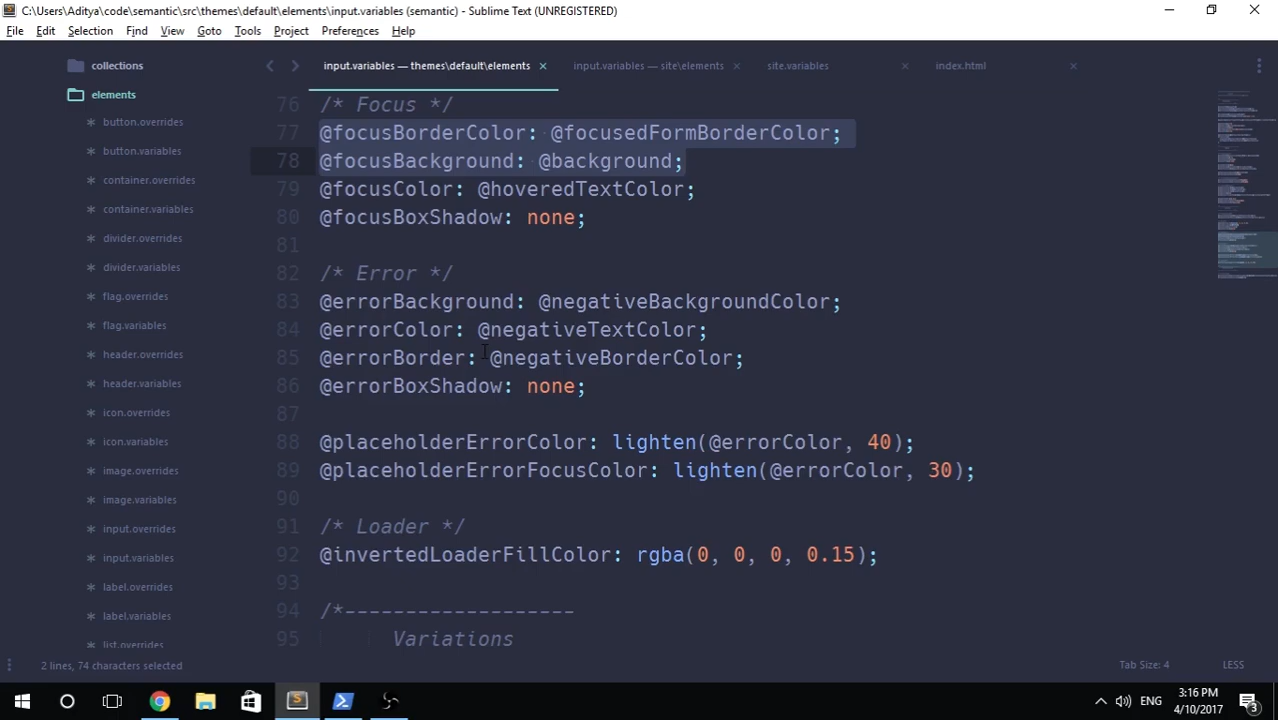 C:\Users\Aditya\code\semantic\src\themes\default\elements\input.variables (semantic) - Sublime Text (UNREGISTERED)
File Edit Selection Find View Goto Tools Project Preferences Help
collections
elements
button.overrides
button.variables
container.overrides
container.variables
divider.overrides
divider.variables
flag.overrides
flag.variables
header.overrides
header.variables
icon.overrides
icon.variables
image.overrides
image.variables
input.overrides
input.variables
label.overrides
label.variables
list.overrides
input.variables — themes\default\elements
input.variables — site\elements
site.variables
index.html
76 /* Focus */
77 @focusBorderColor: @focusedFormBorderColor;
78 @focusBackground: @background;
79 @focusColor: @hoveredTextColor;
80 @focusBoxShadow: none;
81
82 /* Error */
83 @errorBackground: @negativeBackgroundColor;
84 @errorColor: @negativeTextColor;
85 @errorBorder: @negativeBorderColor;
86 @errorBoxShadow: none;
87
88 @placeholderErrorColor: lighten(@errorColor, 40);
89 @placeholderErrorFocusColor: lighten(@errorColor, 30);
90
91 /* Loader */
92 @invertedLoaderFillColor: rgba(0, 0, 0, 0.15);
93
94 /*-------------------
95 Variations
2 lines, 74 characters selected
Tab Size: 4
LESS
ENG
3:16 PM
4/10/2017
3